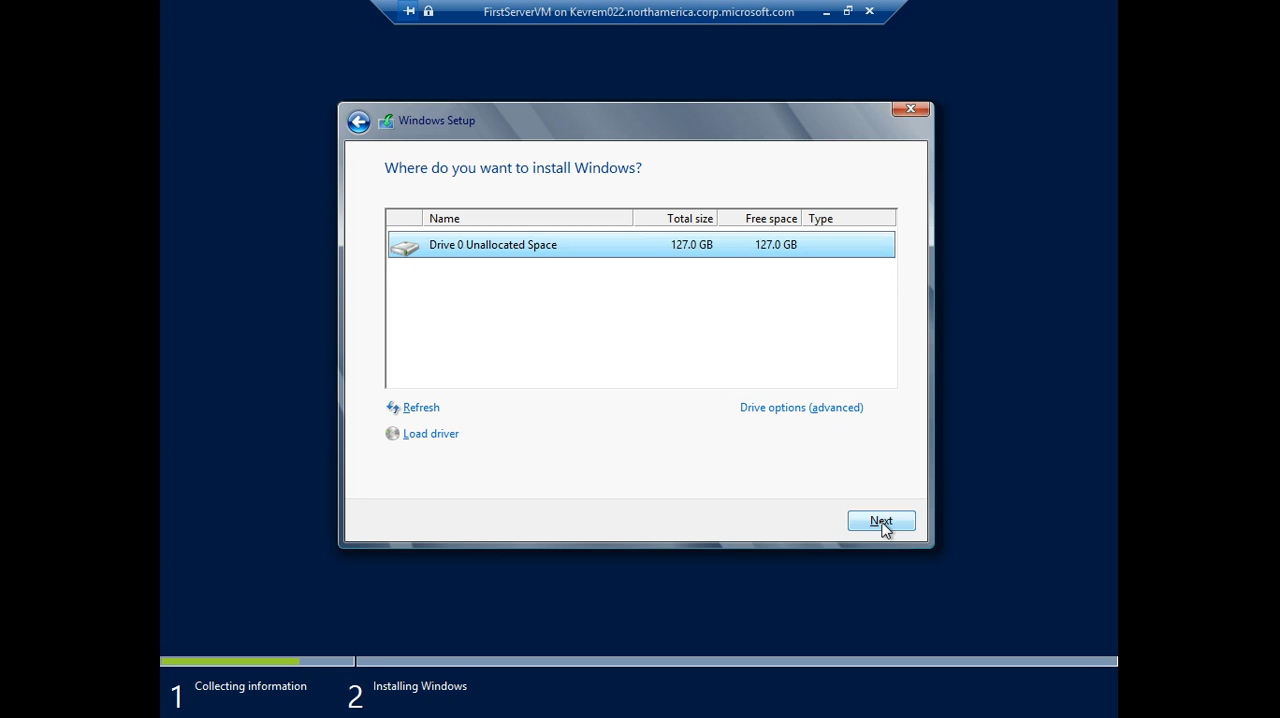 FirstServerVM on Kevrem022.northamerica.corp.microsoft.com
Windows Setup
Where do you want to install Windows?
Name Total size Free space Type
Drive 0 Unallocated Space 127.0 GB 127.0 GB
Refresh Drive options (advanced)
Load driver
Next
1 Collecting information 2 Installing Windows